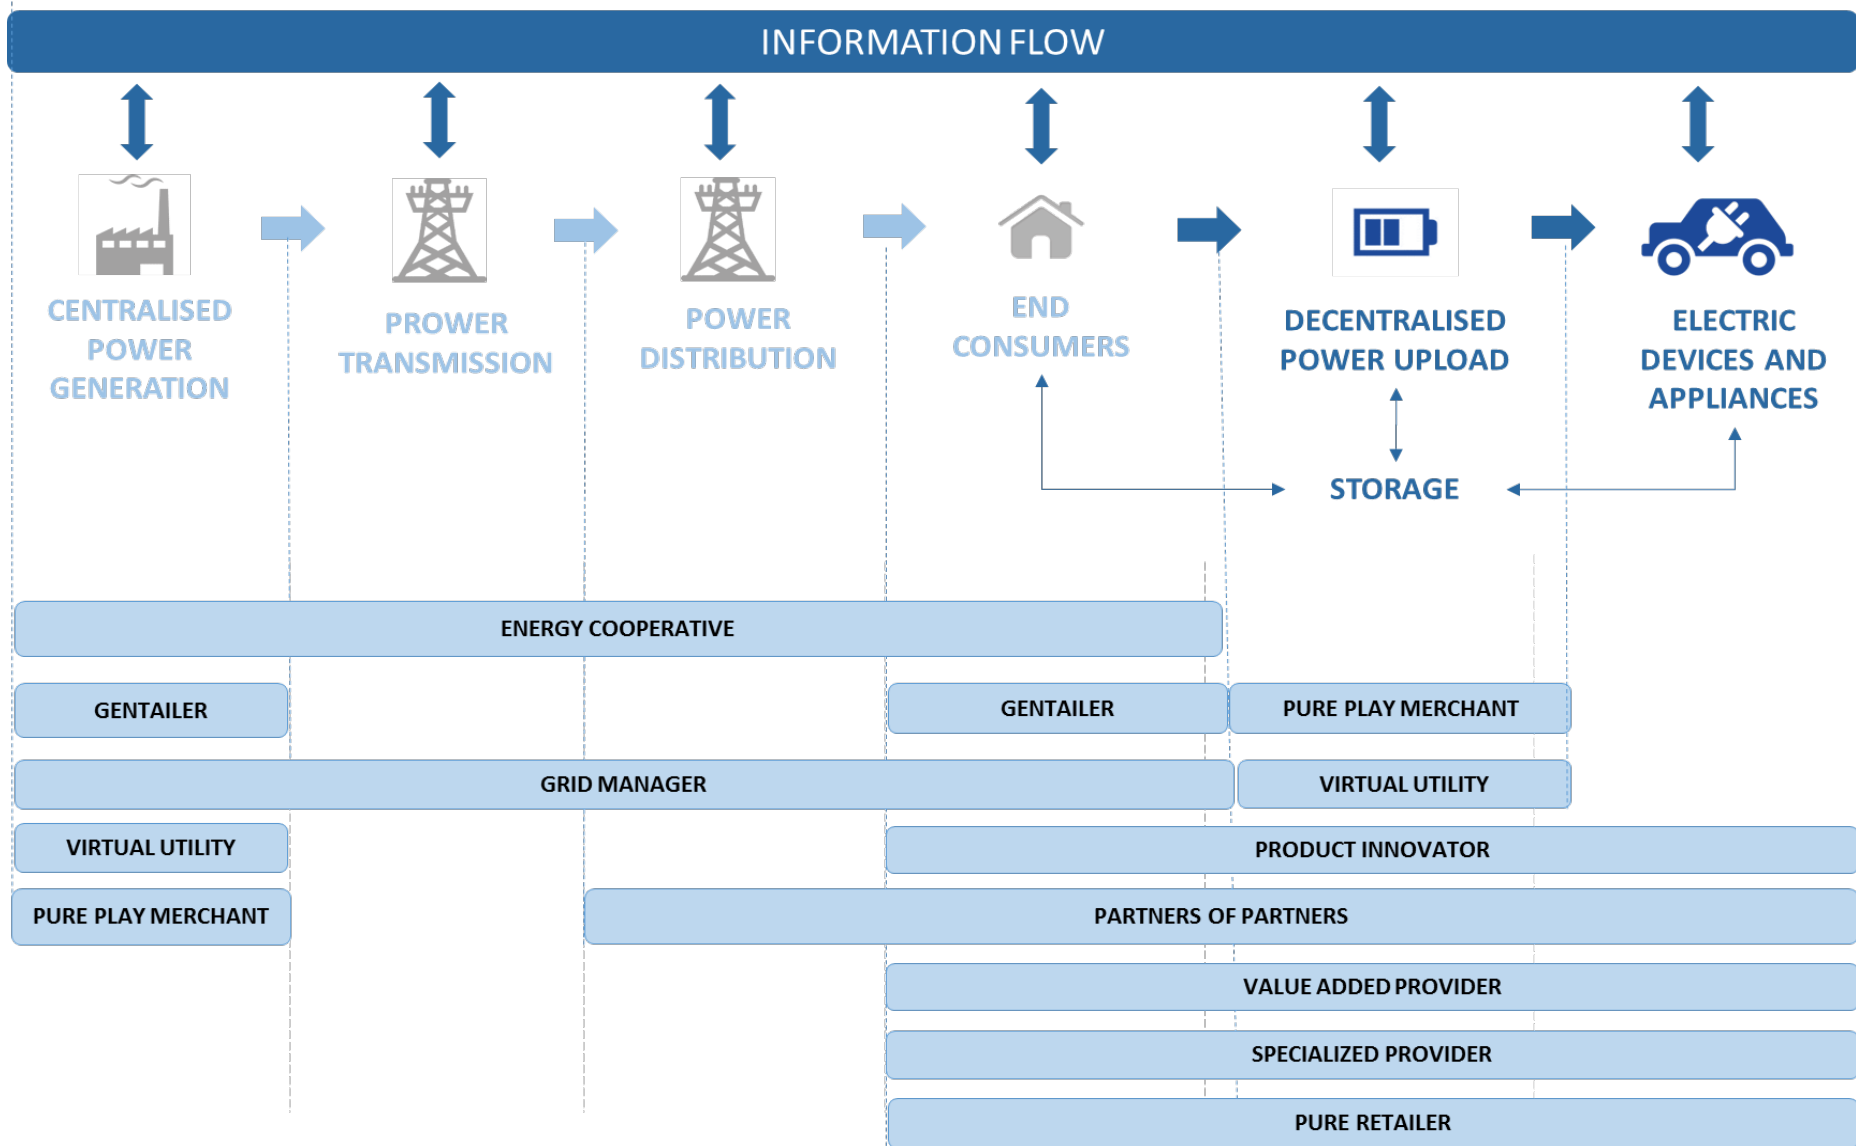 INFORMATION FLOW
CENTRALISED
POWER
GENERATION
PROWER
TRANSMISSION
POWER
DISTRIBUTION
END
CONSUMERS
DECENTRALISED
POWER UPLOAD
ELECTRIC
DEVICES AND
APPLIANCES
STORAGE
ENERGY COOPERATIVE
GENTAILER
GENTAILER
PURE PLAY MERCHANT
GRID MANAGER
VIRTUAL UTILITY
VIRTUAL UTILITY
PRODUCT INNOVATOR
PURE PLAY MERCHANT
PARTNERS OF PARTNERS
VALUE ADDED PROVIDER
SPECIALIZED PROVIDER
PURE RETAILER